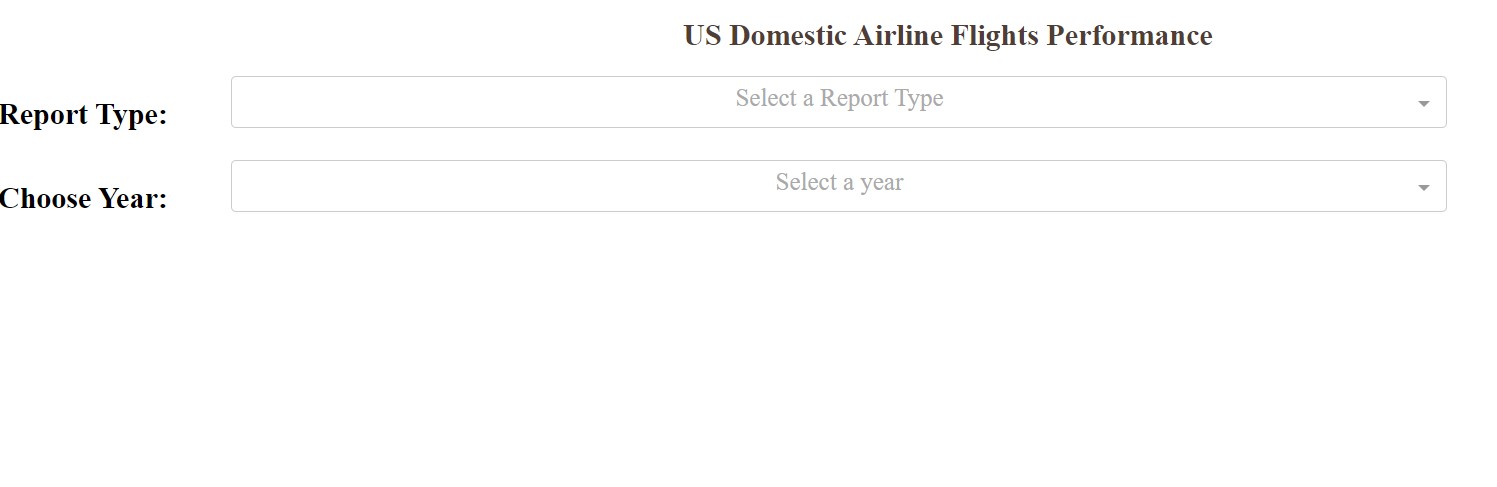 US Domestic Airline Flights Performance
Report Type:
Select a Report Type
Choose Year:
Select a year